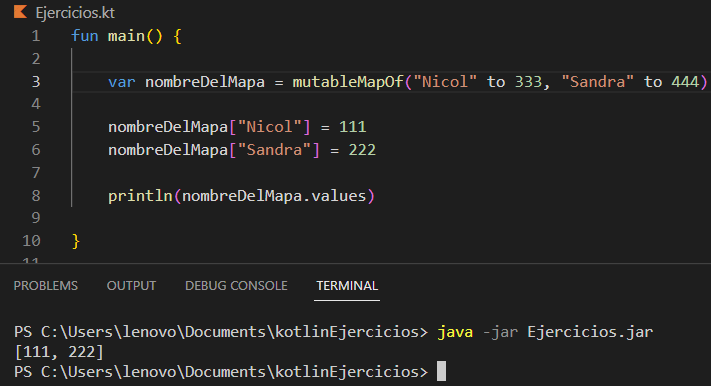 Ejercicios.kt
1 fun main() {
2
3 var nombreDelMapa = mutableMapOf("Nicol" to 333, "Sandra" to 444)
4
5 nombreDelMapa["Nicol"] = 111
6 nombreDelMapa["Sandra"] = 222
7
8 println(nombreDelMapa.values)
9
10 }
11
PROBLEMS OUTPUT DEBUG CONSOLE TERMINAL
PS C:\Users\lenovo\Documents\kotlinEjercicios> java -jar Ejercicios.jar
[111, 222]
PS C:\Users\lenovo\Documents\kotlinEjercicios>